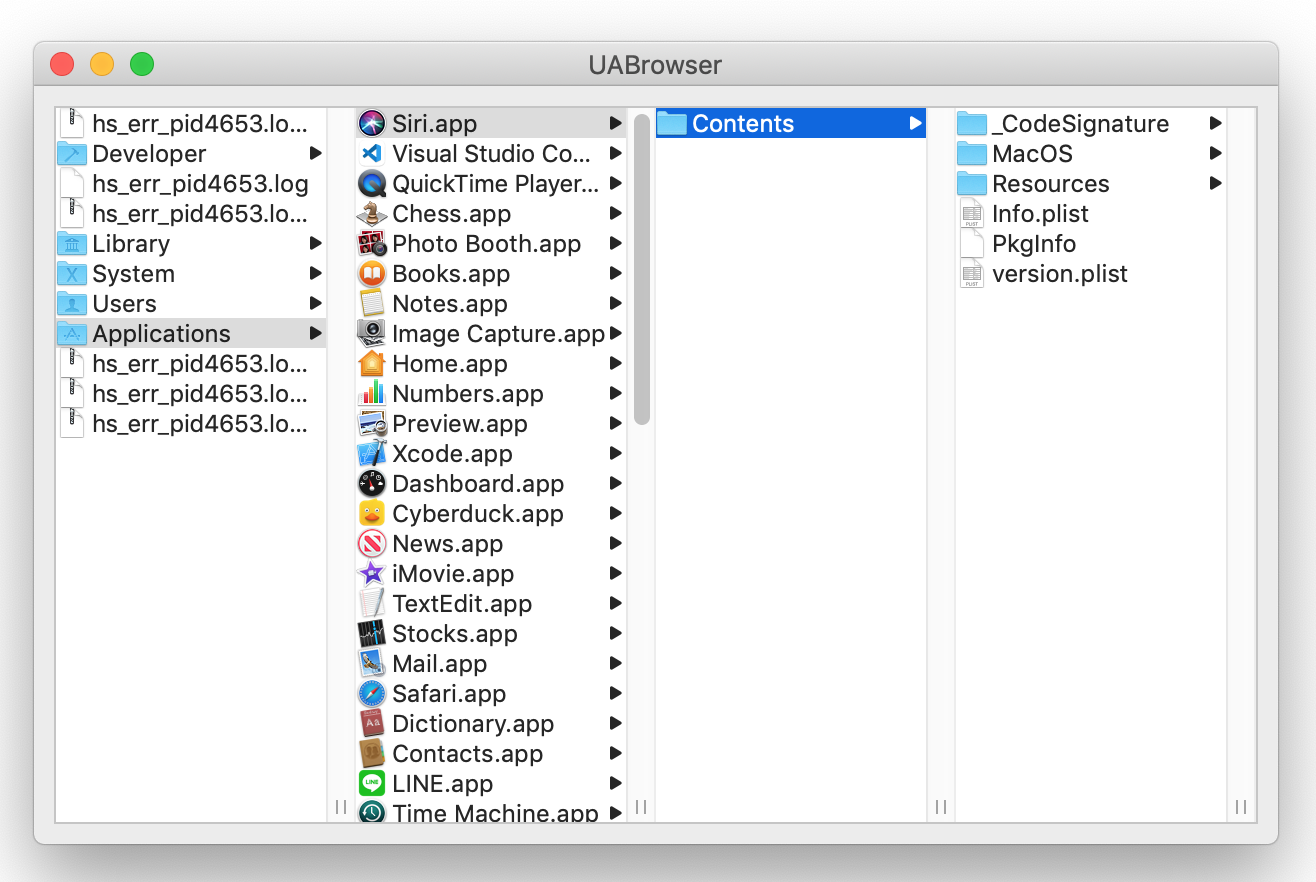 UABrowser
hs_err_pid4653.lo...
Developer
hs_err_pid4653.log
hs_err_pid4653.lo...
Library
System
Users
Applications
hs_err_pid4653.lo...
hs_err_pid4653.lo...
hs_err_pid4653.lo...
Siri.app
Visual Studio Co...
QuickTime Player...
Chess.app
Photo Booth.app
Books.app
Notes.app
Image Capture.app
Home.app
Numbers.app
Preview.app
Xcode.app
Dashboard.app
Cyberduck.app
News.app
iMovie.app
TextEdit.app
Stocks.app
Mail.app
Safari.app
Dictionary.app
Contacts.app
LINE.app
Time Machine.app
Contents
_CodeSignature
MacOS
Resources
Info.plist
PkgInfo
version.plist